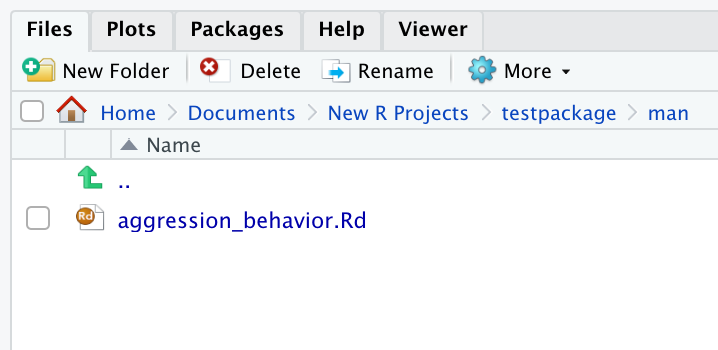 Files Plots Packages Help Viewer
New Folder Delete Rename More
Home Documents New R Projects testpackage man
Name
..
Rd aggression_behavior.Rd